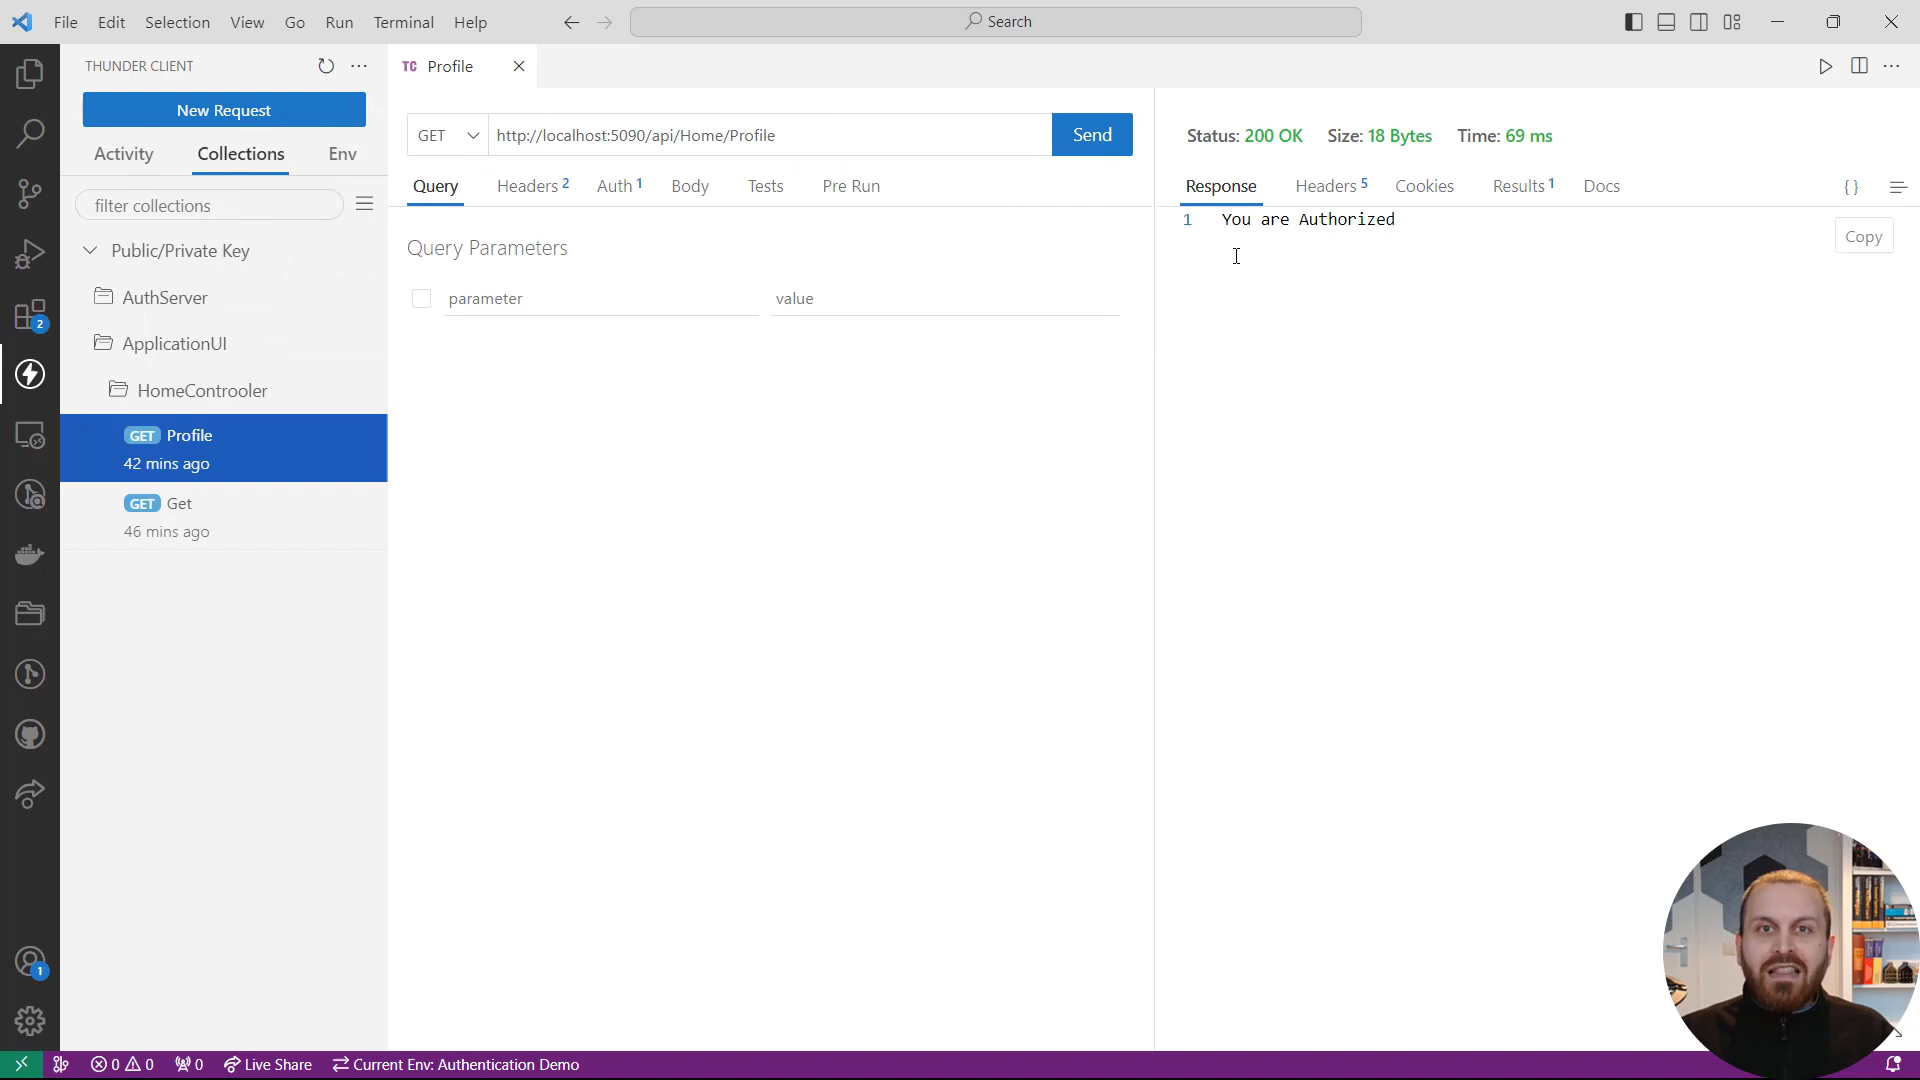 File Edit Selection View Go Run Terminal Help
Search
THUNDER CLIENT
New Request
Activity Collections Env
filter collections
Public/Private Key
AuthServer
ApplicationUI
HomeControoler
GET Profile
42 mins ago
GET Get
46 mins ago
TC Profile
GET http://localhost:5090/api/Home/Profile Send
Query Headers 2 Auth 1 Body Tests Pre Run
Query Parameters
parameter value
Status: 200 OK Size: 18 Bytes Time: 69 ms
Response Headers 5 Cookies Results 1 Docs {}
1 You are Authorized
Copy
2
1
0 0 0 Live Share Current Env: Authentication Demo